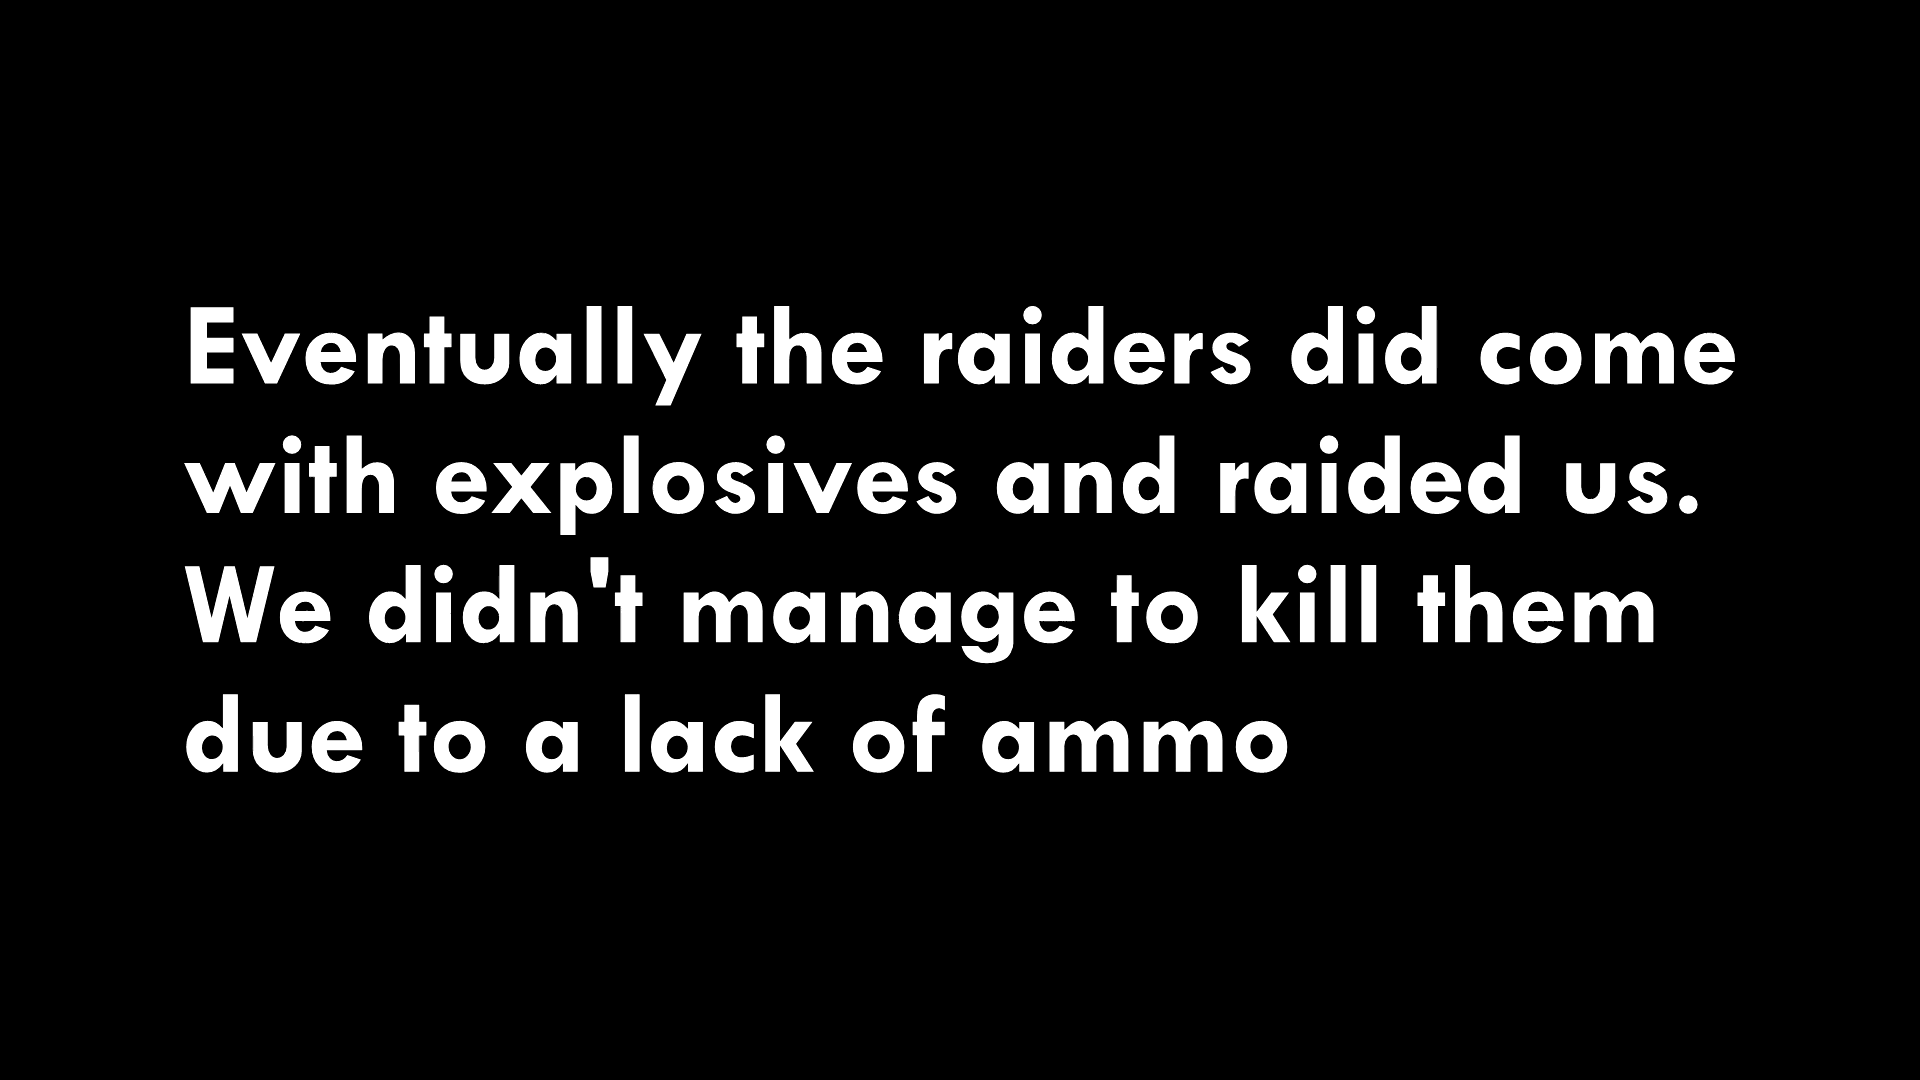 Eventually the raiders did come
with explosives and raided us.
We didn't manage to kill them
due to a lack of ammo